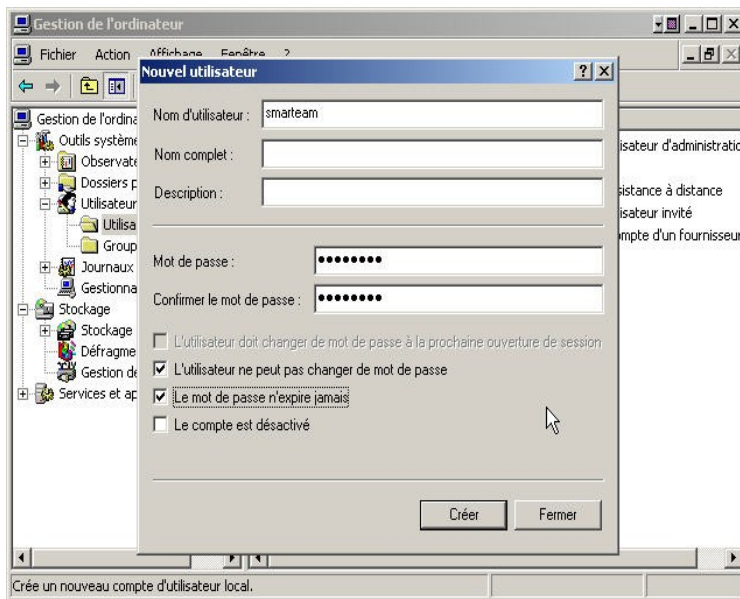 Gestion de l'ordinateur
Fichier Action Affichage Fenêtre ?
Nouvel utilisateur
Nom d'utilisateur : smarteam
Nom complet :
Description :
Mot de passe :
Confirmer le mot de passe :
L'utilisateur doit changer de mot de passe à la prochaine ouverture de session
L'utilisateur ne peut pas changer de mot de passe
Le mot de passe n'expire jamais
Le compte est désactivé
Créer Fermer
Gestion de l'ordina
Outils système
Observate
Dossiers p
Utilisateur
Utilisa
Group
Journaux
Gestionna
Stockage
Stockage
Défragme
Gestion de
Services et ap
isateur d'administratio
sistance à distance
isateur invité
mpte d'un fournisseur
Crée un nouveau compte d'utilisateur local.